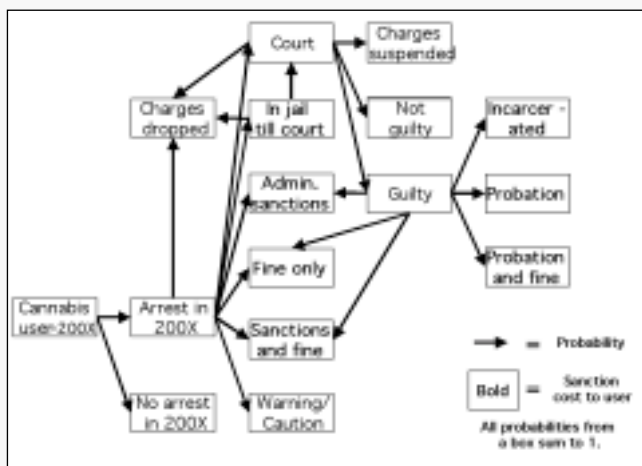 Court
Charges
suspended
Charges
dropped
In jail
till court
Not
guilty
Incarcer -
ated
Admin.
sanctions
Guilty
Probation
Fine only
Probation
and fine
Cannabis
user-200X
Arrest in
200X
Sanctions
and fine
= Probability
No arrest
in 200X
Warning/
Caution
Bold = Sanction
cost to user
All probabilities from
a box sum to 1.